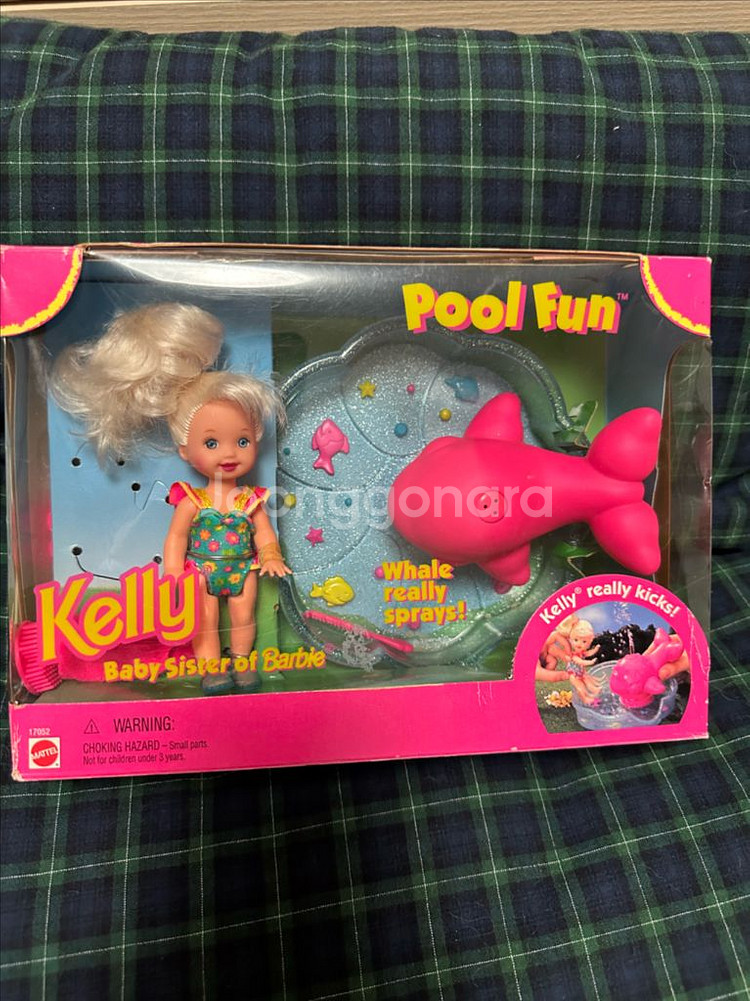 Pool Fun™
Joonggonara
Whale
really
sprays!
Kelly
Baby Sister of Barbie®
Kelly® really kicks!
17052
MATTEL
⚠ WARNING:
CHOKING HAZARD – Small parts.
Not for children under 3 years.